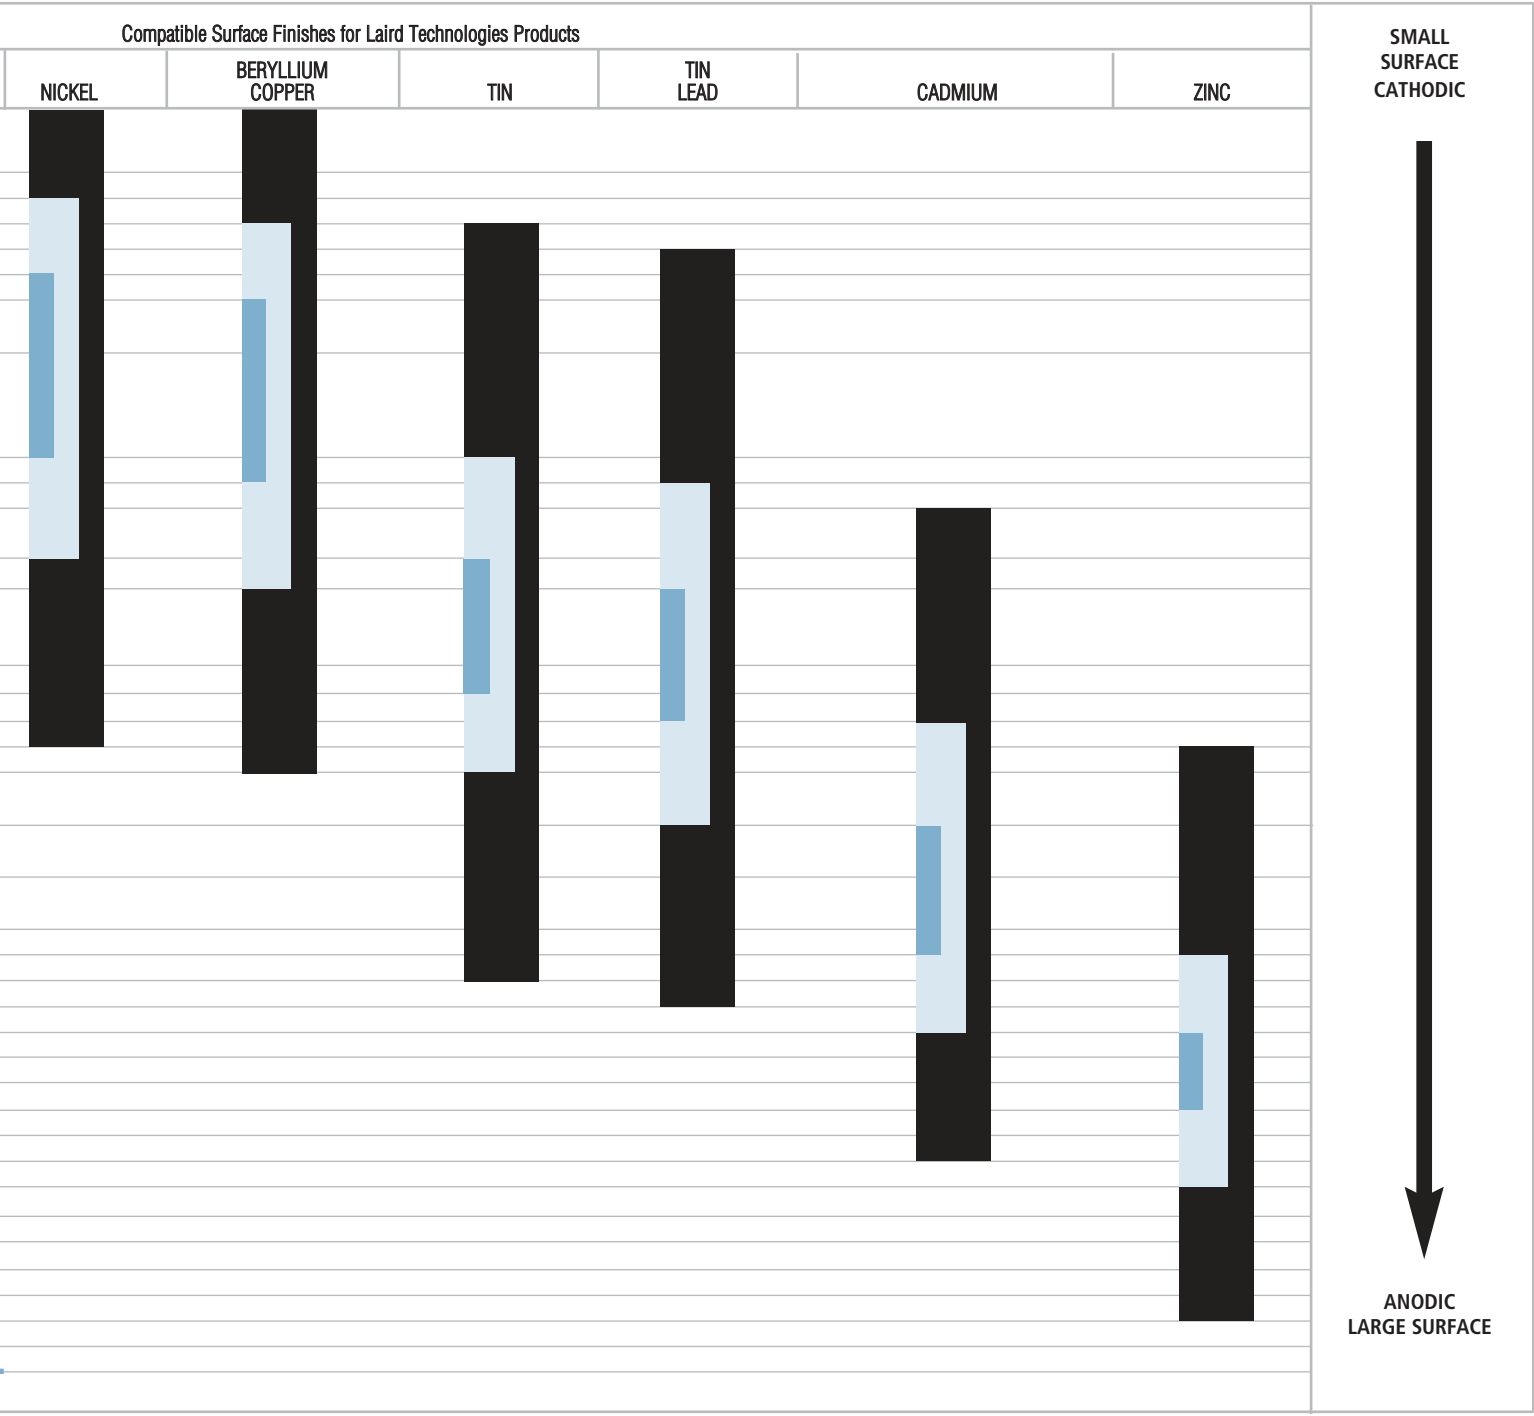 Compatible Surface Finishes for Laird Technologies Products
NICKEL
BERYLLIUM
COPPER
TIN
TIN
LEAD
CADMIUM
ZINC
SMALL
SURFACE
CATHODIC
ANODIC
LARGE SURFACE